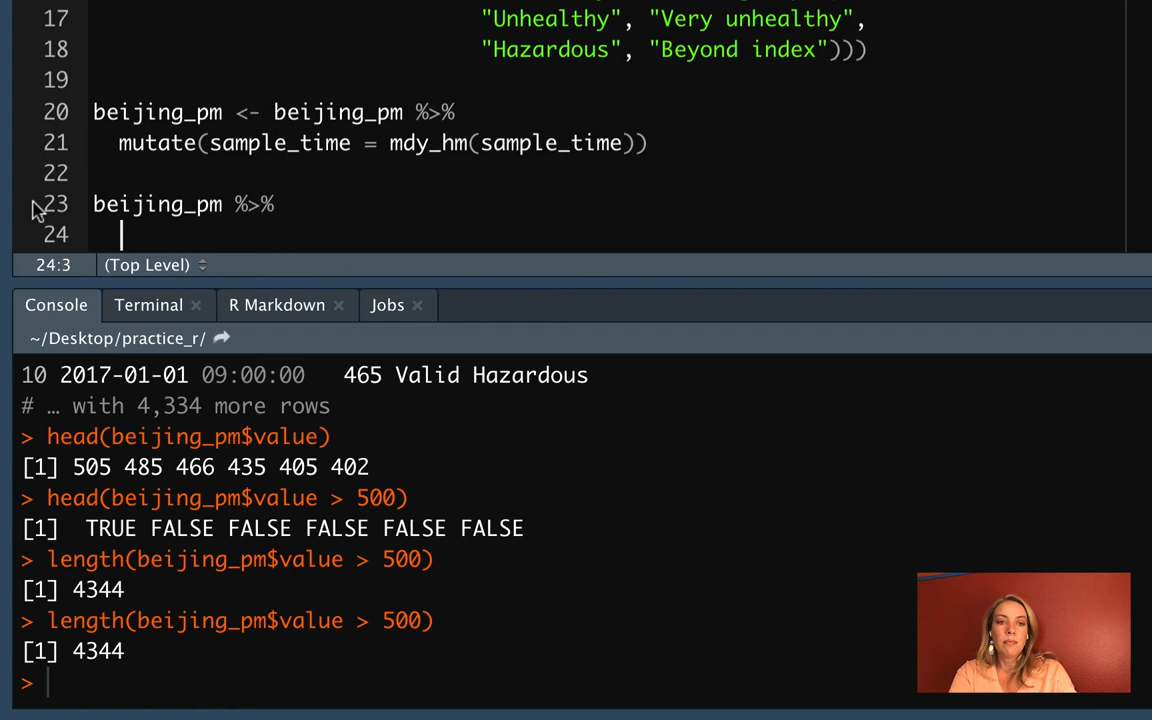 17 "Unhealthy", "Very unhealthy",
18 "Hazardous", "Beyond index")))
19
20 beijing_pm <- beijing_pm %>%
21 mutate(sample_time = mdy_hm(sample_time))
22
23 beijing_pm %>%
24
24:3 (Top Level)
Console Terminal R Markdown Jobs
~/Desktop/practice_r/
10 2017-01-01 09:00:00 465 Valid Hazardous
# … with 4,334 more rows
> head(beijing_pm$value)
[1] 505 485 466 435 405 402
> head(beijing_pm$value > 500)
[1] TRUE FALSE FALSE FALSE FALSE FALSE
> length(beijing_pm$value > 500)
[1] 4344
> length(beijing_pm$value > 500)
[1] 4344
>